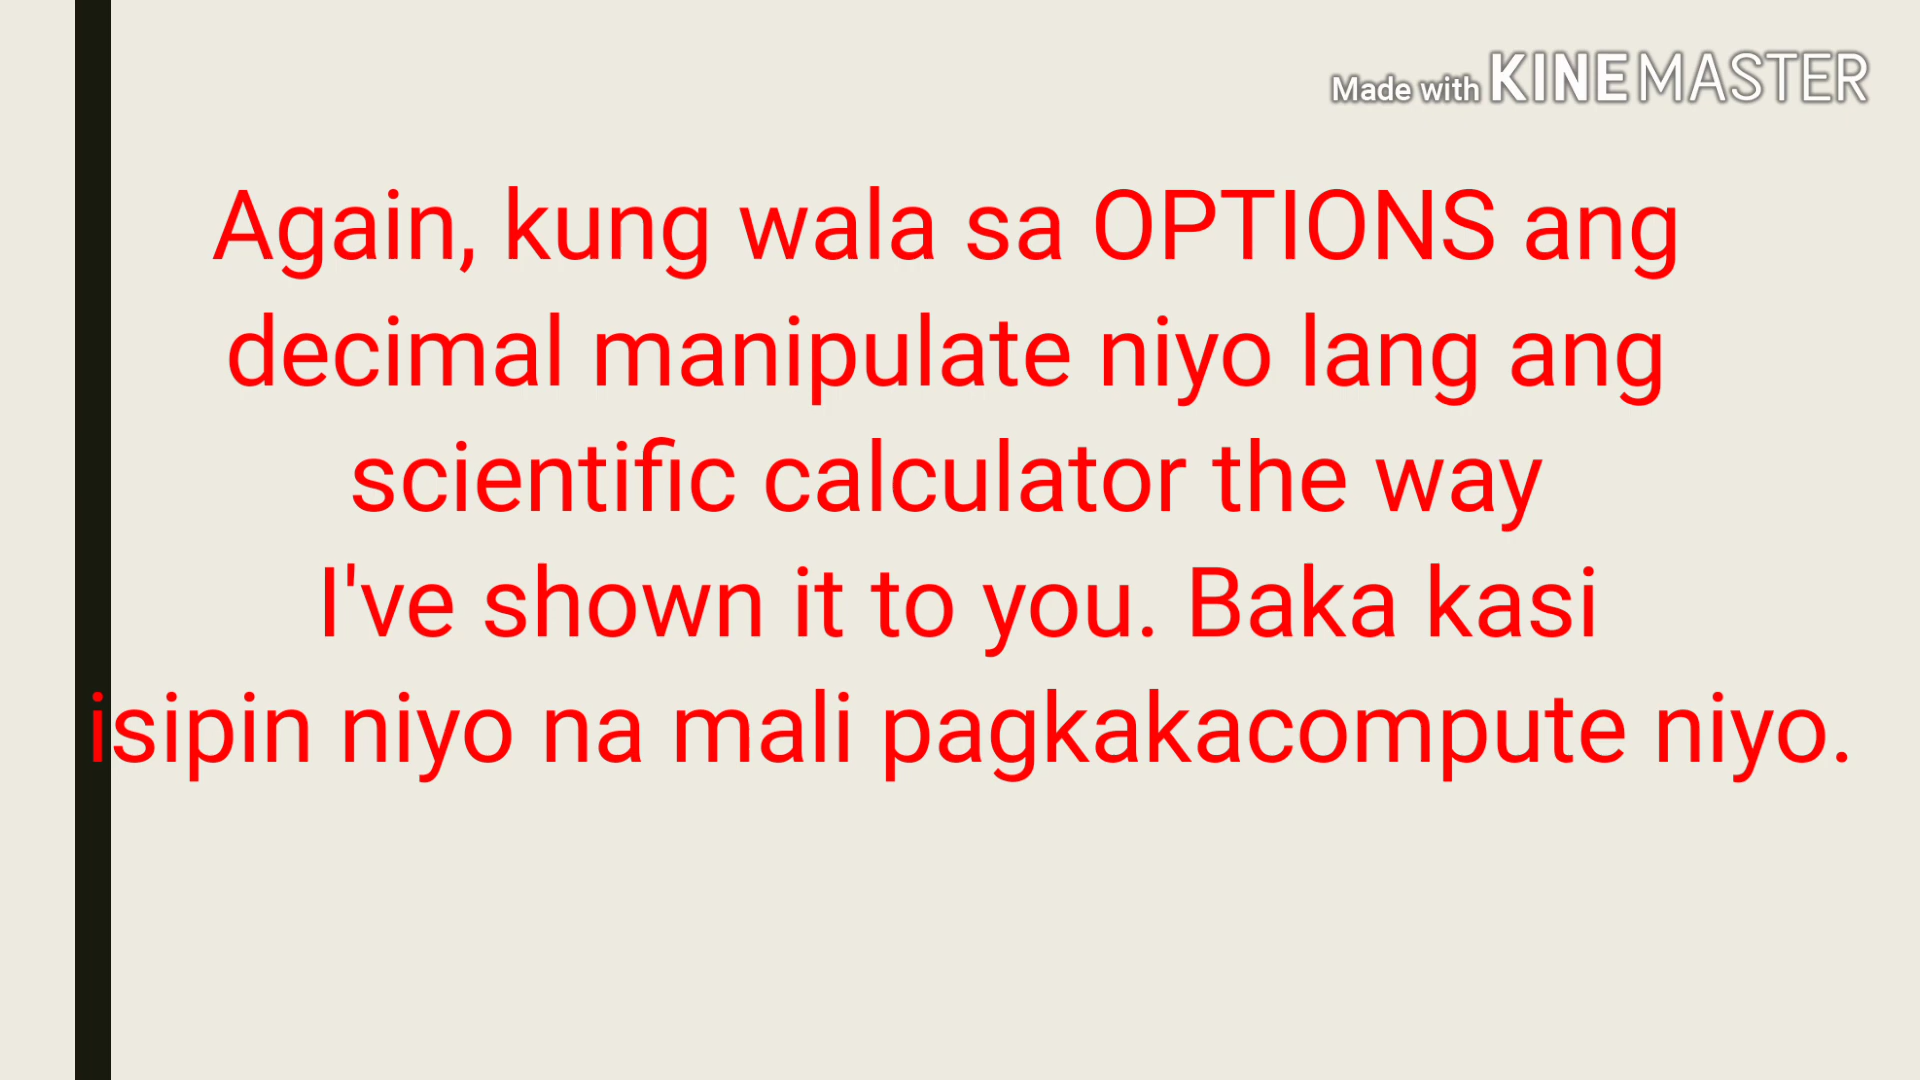 Made with KINEMASTER
Again, kung wala sa OPTIONS ang
decimal manipulate niyo lang ang
scientific calculator the way
I've shown it to you. Baka kasi
isipin niyo na mali pagkakacompute niyo.